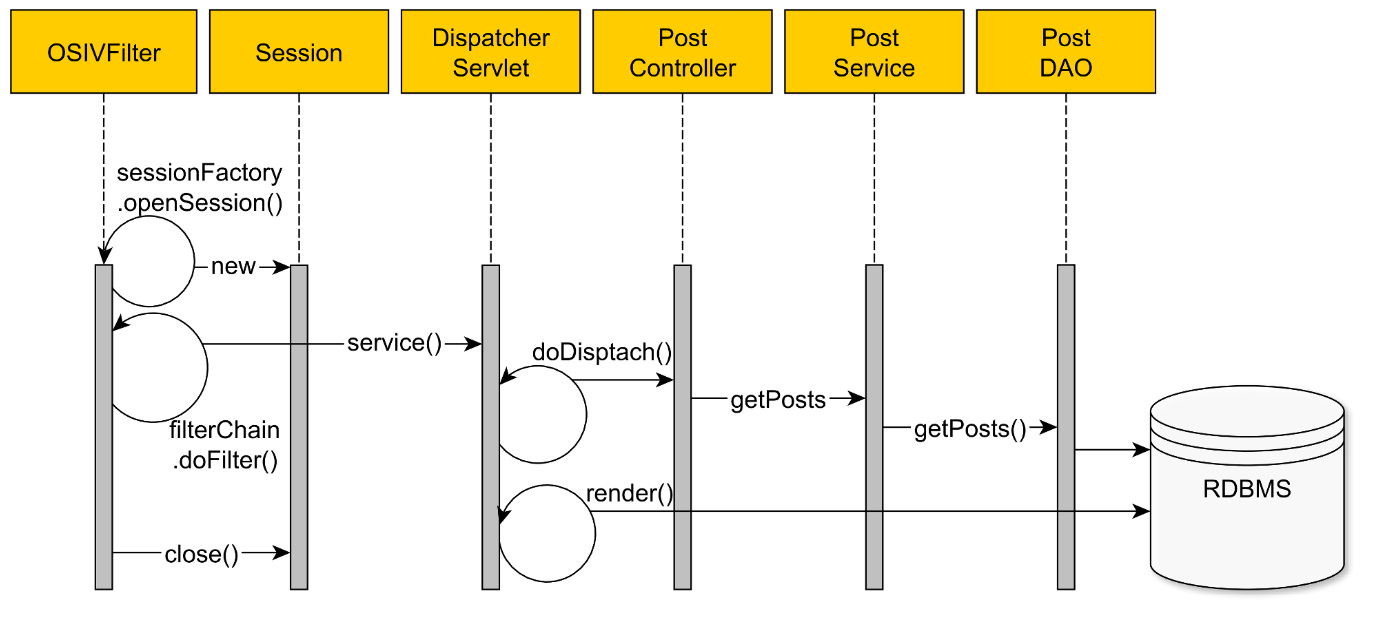 OSIVFilter
Session
Dispatcher
Servlet
Post
Controller
Post
Service
Post
DAO
sessionFactory
.openSession()
new
service()
doDisptach()
getPosts
getPosts()
filterChain
.doFilter()
render()
RDBMS
close()